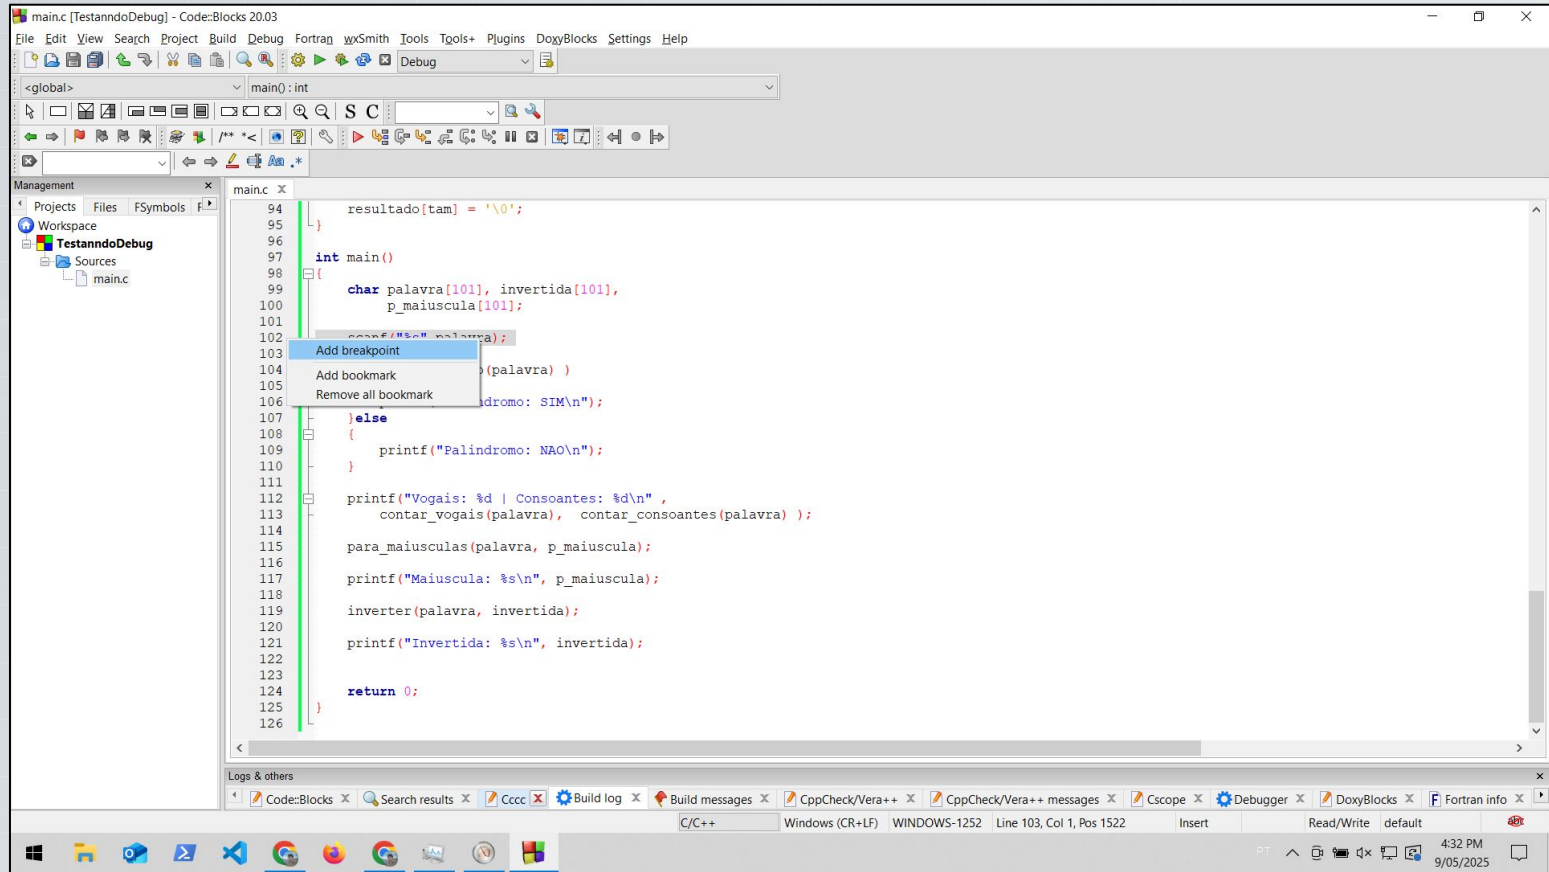 main.c [TestanndoDebug] - Code::Blocks 20.03
File Edit View Search Project Build Debug Fortran wxSmith Tools Tools+ Plugins DoxyBlocks Settings Help
Debug
<global> main() : int
S C
/** *<
Aa .*
Management
main.c
Projects Files FSymbols
Workspace
TestanndoDebug
Sources
main.c
94 resultado[tam] = '\0';
95 }
96
97 int main()
98 {
99 char palavra[101], invertida[101],
100 p_maiuscula[101];
101
102 scanf("%s",palavra);
103
Add breakpoint
104 (palavra) )
Add bookmark
105
Remove all bookmark
106 ndromo: SIM\n");
107 }else
108 {
109 printf("Palindromo: NAO\n");
110 }
111
112 printf("Vogais: %d | Consoantes: %d\n" ,
113 contar_vogais(palavra), contar_consoantes(palavra) );
114
115 para_maiusculas(palavra, p_maiuscula);
116
117 printf("Maiuscula: %s\n", p_maiuscula);
118
119 inverter(palavra, invertida);
120
121 printf("Invertida: %s\n", invertida);
122
123
124 return 0;
125 }
126
Logs & others
Code::Blocks Search results Cccc Build log Build messages CppCheck/Vera++ CppCheck/Vera++ messages Cscope Debugger DoxyBlocks Fortran info
C/C++ Windows (CR+LF) WINDOWS-1252 Line 103, Col 1, Pos 1522 Insert Read/Write default
PT
4:32 PM
9/05/2025